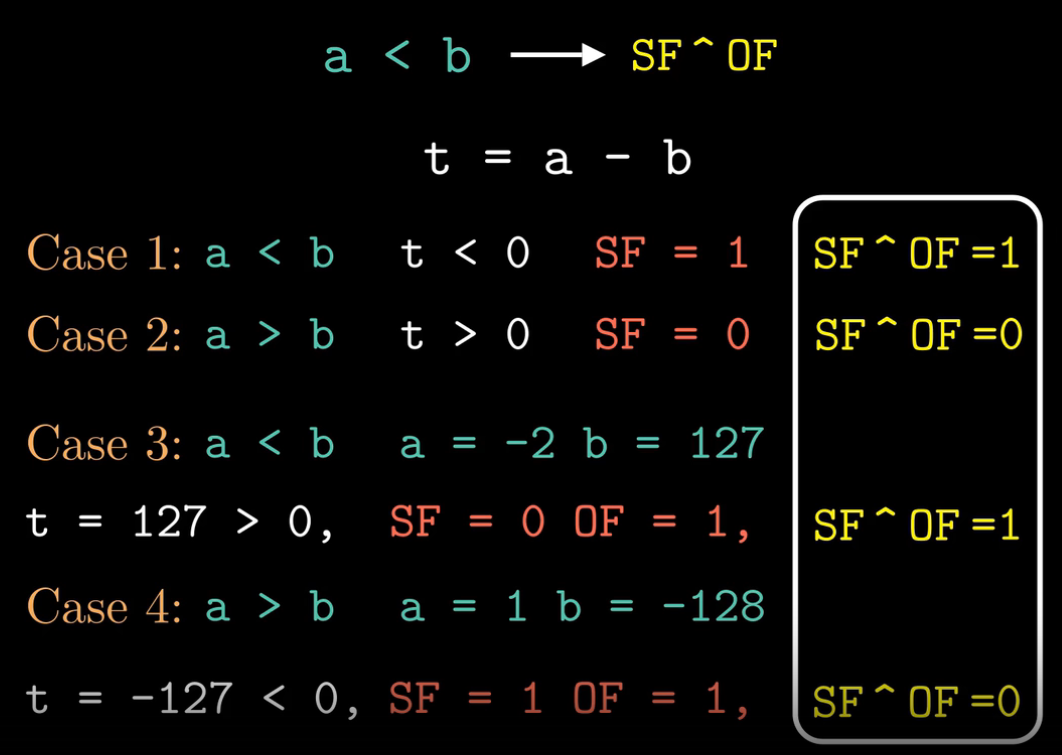 a < b ⟶ SF^OF
t = a - b
Case 1: a < b t < 0 SF = 1 SF^OF=1
Case 2: a > b t > 0 SF = 0 SF^OF=0
Case 3: a < b a = -2 b = 127
t = 127 > 0, SF = 0 OF = 1, SF^OF=1
Case 4: a > b a = 1 b = -128
t = -127 < 0, SF = 1 OF = 1, SF^OF=0